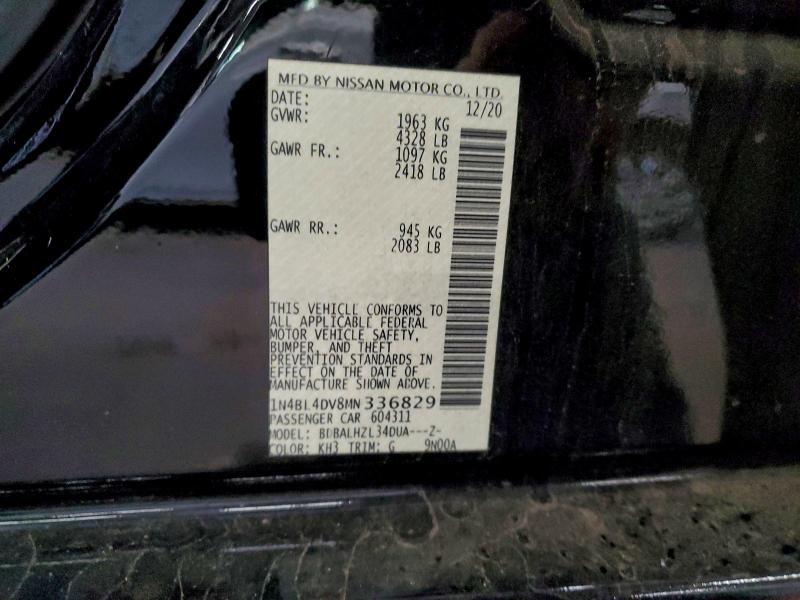 MFD BY NISSAN MOTOR CO., LTD.
DATE: 12/20
GVWR: 1963 KG
4328 LB
GAWR FR.: 1097 KG
2418 LB
GAWR RR.: 945 KG
2083 LB
THIS VEHICLE CONFORMS TO
ALL APPLICABLE FEDERAL
MOTOR VEHICLE SAFETY,
BUMPER, AND THEFT
PREVENTION STANDARDS IN
EFFECT ON THE DATE OF
MANUFACTURE SHOWN ABOVE.
1N4BL4DV8MN336829
PASSENGER CAR 604311
MODEL: BDBALHZL34DUA---Z-
COLOR: KH3 TRIM: G 9N00A